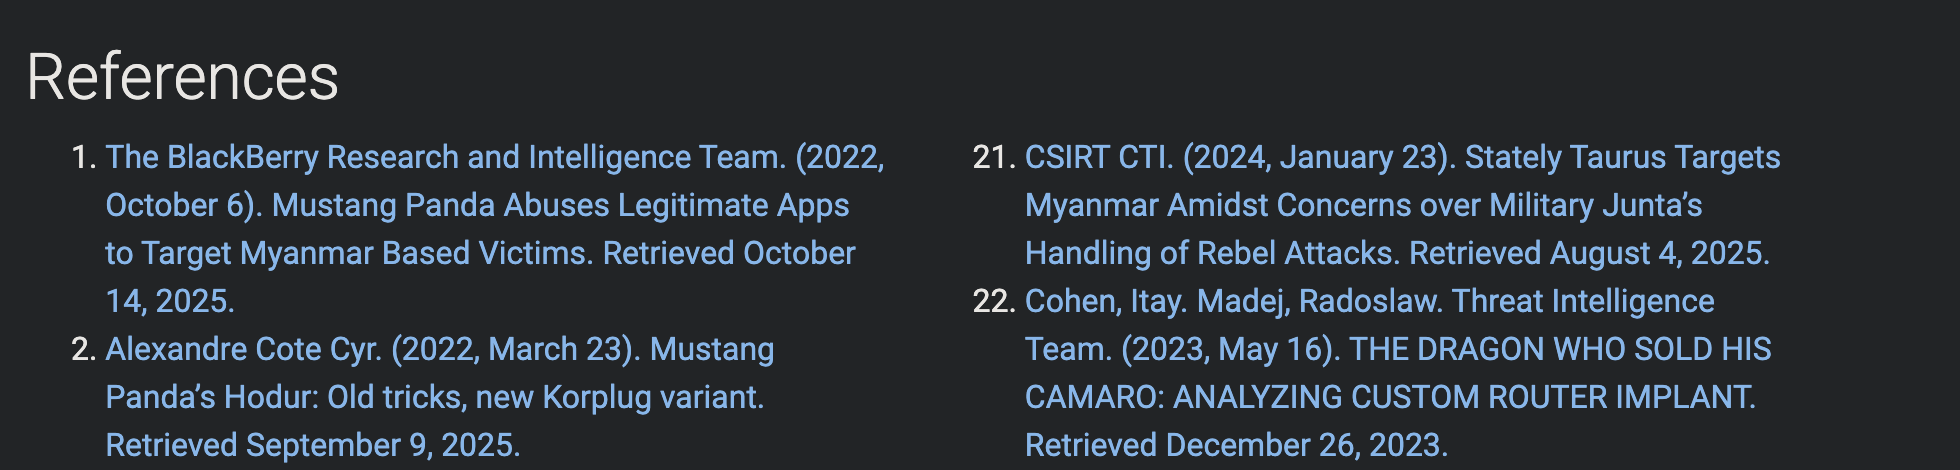 References
1. The BlackBerry Research and Intelligence Team. (2022,
October 6). Mustang Panda Abuses Legitimate Apps
to Target Myanmar Based Victims. Retrieved October
14, 2025.
2. Alexandre Cote Cyr. (2022, March 23). Mustang
Panda’s Hodur: Old tricks, new Korplug variant.
Retrieved September 9, 2025.
21. CSIRT CTI. (2024, January 23). Stately Taurus Targets
Myanmar Amidst Concerns over Military Junta’s
Handling of Rebel Attacks. Retrieved August 4, 2025.
22. Cohen, Itay. Madej, Radoslaw. Threat Intelligence
Team. (2023, May 16). THE DRAGON WHO SOLD HIS
CAMARO: ANALYZING CUSTOM ROUTER IMPLANT.
Retrieved December 26, 2023.